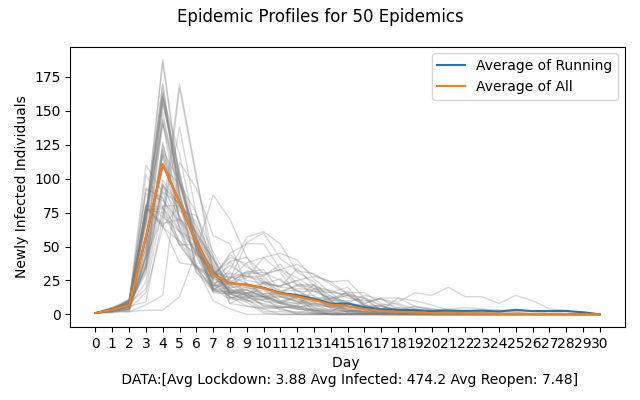 Epidemic Profiles for 50 Epidemics
Average of Running
Average of All
Newly Infected Individuals
175
150
125
100
75
50
25
0
0 1 2 3 4 5 6 7 8 9 10 11 12 13 14 15 16 17 18 19 20 21 22 23 24 25 26 27 28 29 30
Day
DATA:[Avg Lockdown: 3.88 Avg Infected: 474.2 Avg Reopen: 7.48]